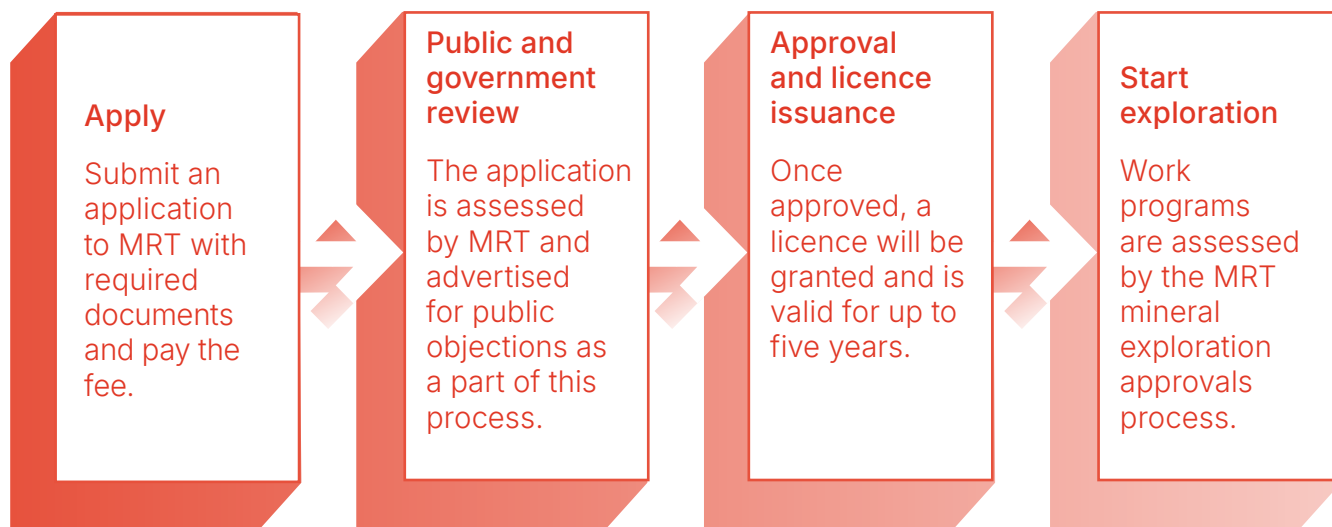 Apply
Submit an
application
to MRT with
required
documents
and pay the
fee.
Public and
government
review
The application
is assessed
by MRT and
advertised
for public
objections as
a part of this
process.
Approval
and licence
issuance
Once
approved, a
licence will be
granted and is
valid for up to
five years.
Start
exploration
Work
programs
are assessed
by the MRT
mineral
exploration
approvals
process.